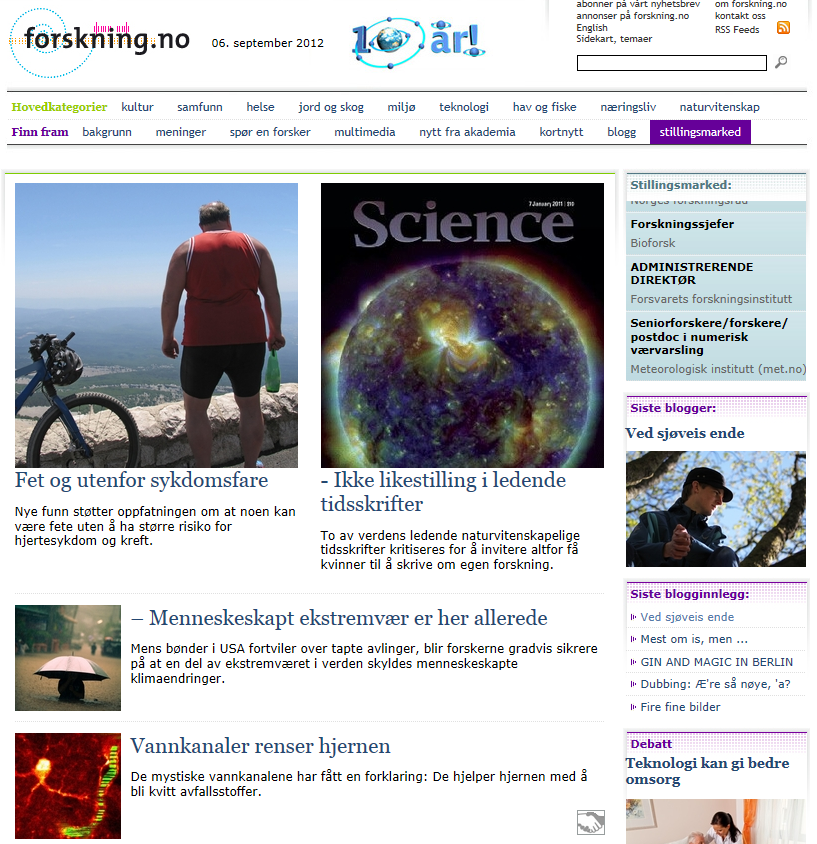 forskning.no
06. september 2012
100 år!
abonner på vårt nyhetsbrev
annonser på forskning.no
English
Sidekart, temaer
om forskning.no
kontakt oss
RSS Feeds
Hovedkategorier kultur samfunn helse jord og skog miljø teknologi hav og fiske næringsliv naturvitenskap
Finn fram bakgrunn meninger spør en forsker multimedia nytt fra akademia kortnytt blogg stillingsmarked
7 January 2011 | $10
Science
Fet og utenfor sykdomsfare
Nye funn støtter oppfatningen om at noen kan
være fete uten å ha større risiko for
hjertesykdom og kreft.
- Ikke likestilling i ledende
tidsskrifter
To av verdens ledende naturvitenskapelige
tidsskrifter kritiseres for å invitere altfor få
kvinner til å skrive om egen forskning.
– Menneskeskapt ekstremvær er her allerede
Mens bønder i USA fortviler over tapte avlinger, blir forskerne gradvis sikrere
på at en del av ekstremværet i verden skyldes menneskeskapte
klimaendringer.
Vannkanaler renser hjernen
De mystiske vannkanalene har fått en forklaring: De hjelper hjernen med å
bli kvitt avfallsstoffer.
Stillingsmarked:
Norges forskningsråd
Forskningssjefer
Bioforsk
ADMINISTRERENDE
DIREKTØR
Forsvarets forskningsinstitutt
Seniorforskere/forskere/
postdoc i numerisk
værvarsling
Meteorologisk institutt (met.no)
Siste blogger:
Ved sjøveis ende
Siste blogginnlegg:
Ved sjøveis ende
Mest om is, men ...
GIN AND MAGIC IN BERLIN
Dubbing: Æ're så nøye, 'a?
Fire fine bilder
Debatt
Teknologi kan gi bedre
omsorg